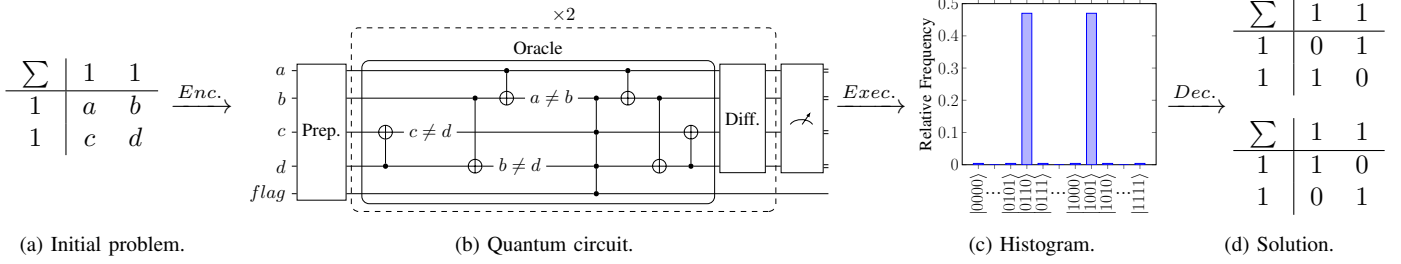 ∑ 1 1
1 a b
1 c d
Enc.
×2
Oracle
Prep.
a
b
c
d
flag
a ≠ b
c ≠ d
b ≠ d
Diff.
Exec.
Relative Frequency
0.5
0.4
0.3
0.2
0.1
0
|0000⟩ ... |0101⟩ |0110⟩ |0111⟩ ... |1000⟩ |1001⟩ |1010⟩ ... |1111⟩
Dec.
∑ 1 1
1 0 1
1 1 0
∑ 1 1
1 1 0
1 0 1
(a) Initial problem.
(b) Quantum circuit.
(c) Histogram.
(d) Solution.